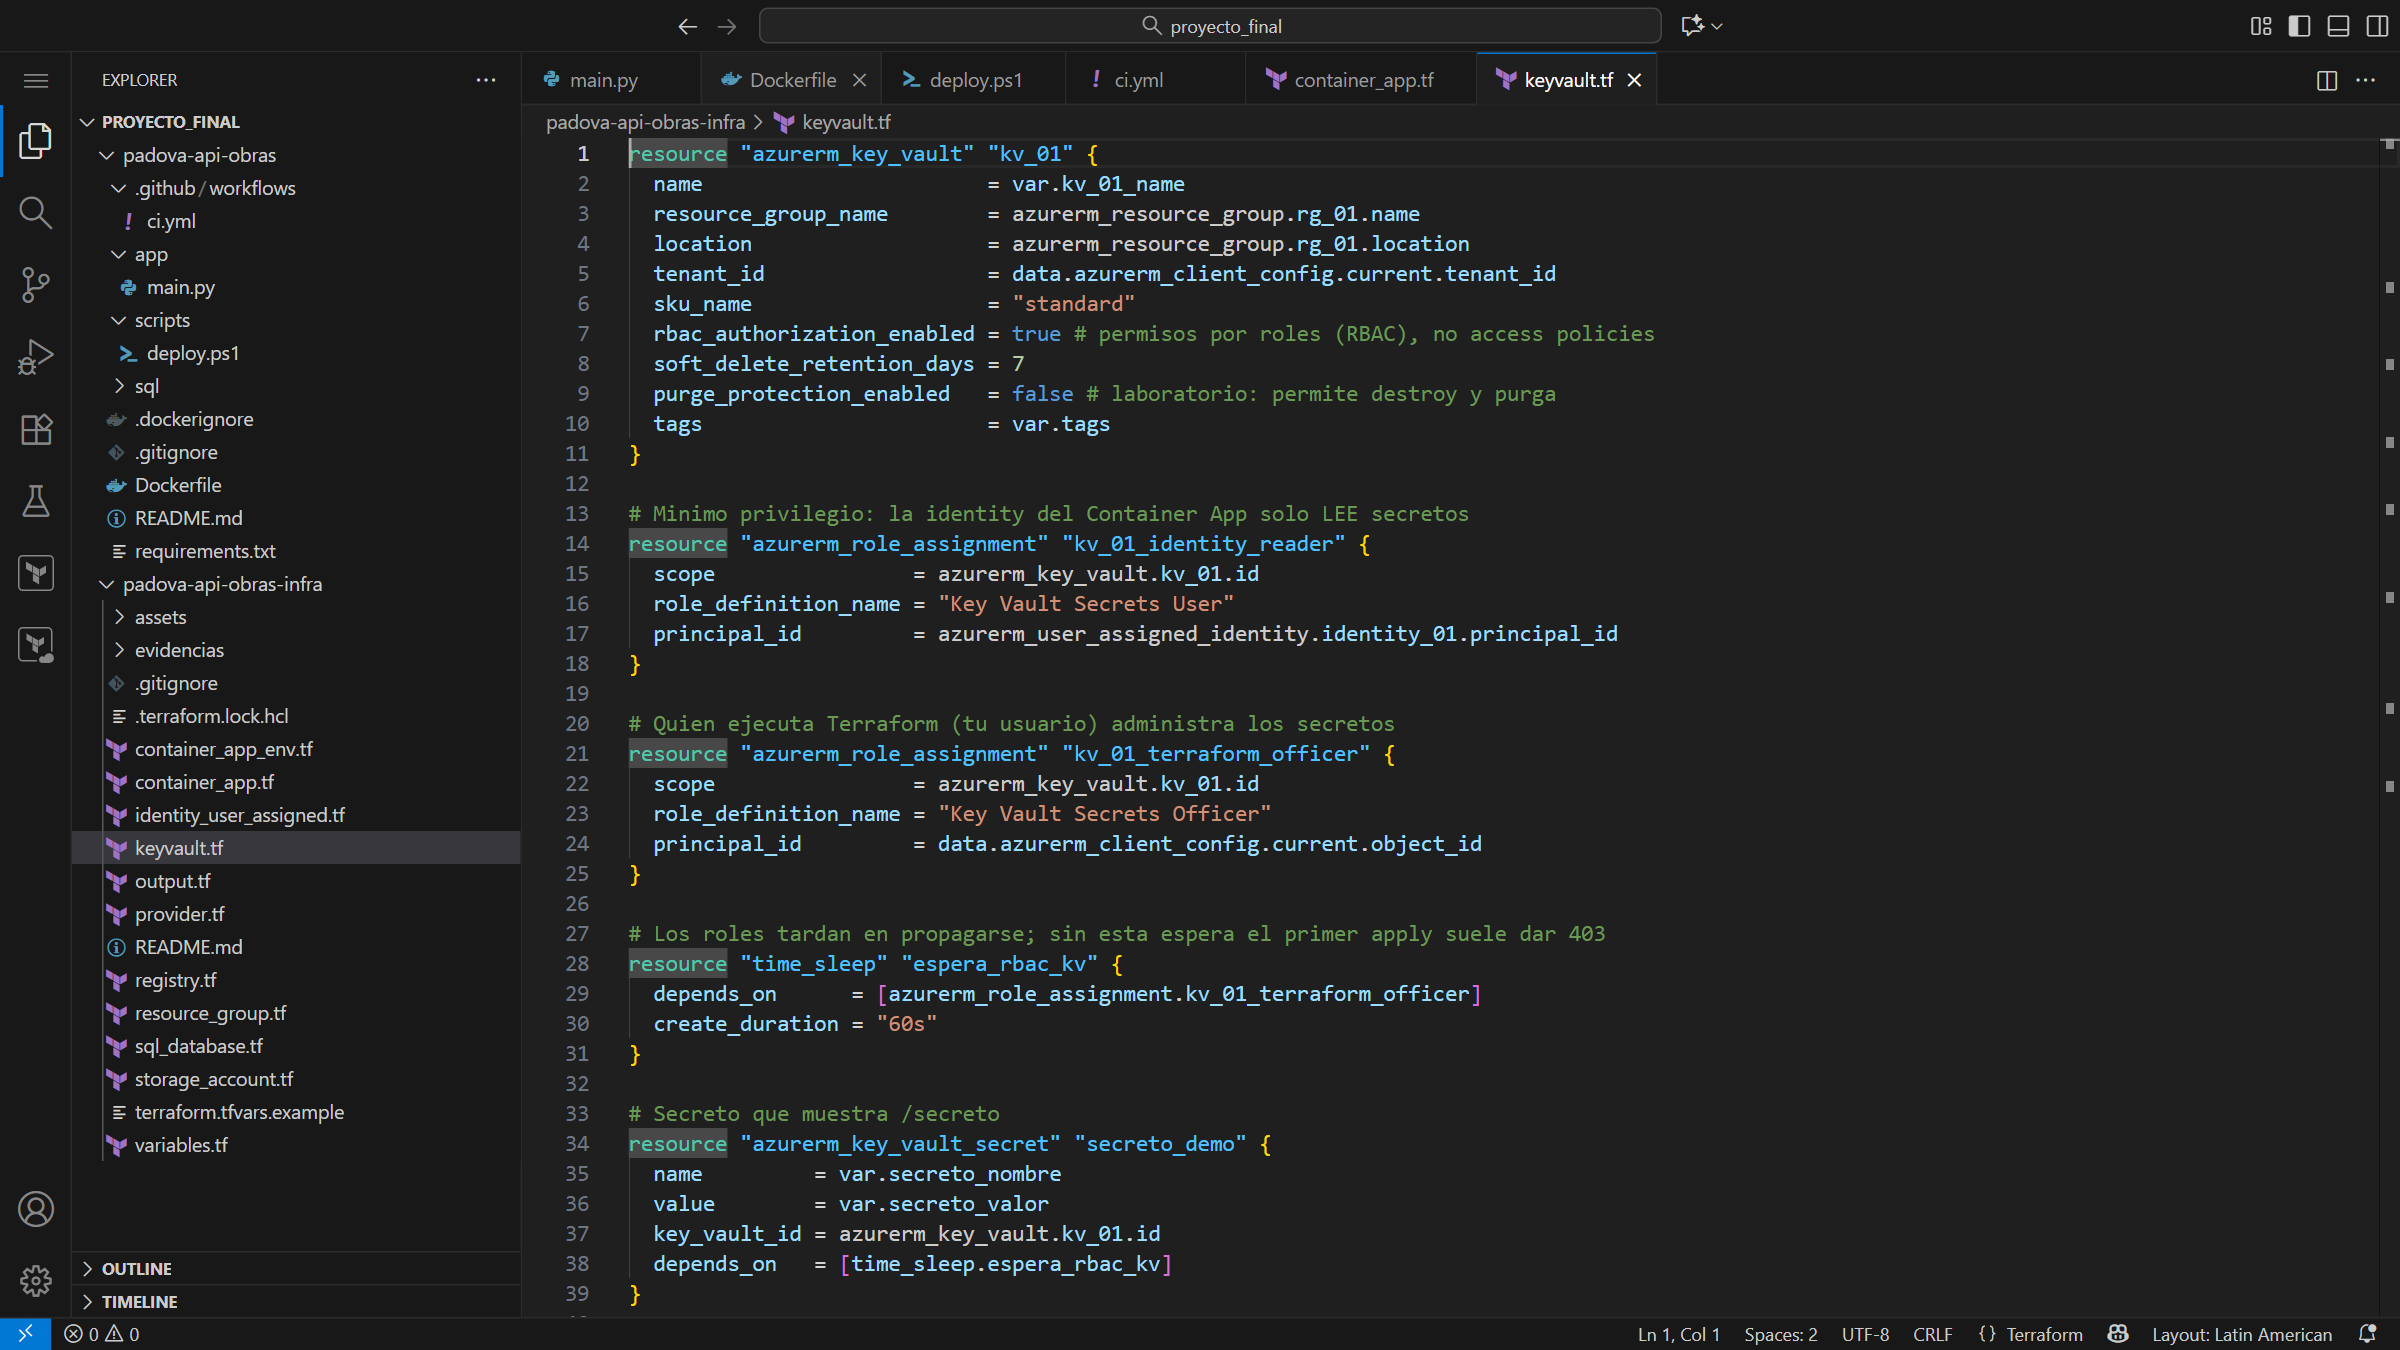 proyecto_final
EXPLORER
main.py
Dockerfile
deploy.ps1
! ci.yml
container_app.tf
keyvault.tf
PROYECTO_FINAL
padova-api-obras
.github/workflows
! ci.yml
app
main.py
scripts
deploy.ps1
sql
.dockerignore
.gitignore
Dockerfile
README.md
requirements.txt
padova-api-obras-infra
assets
evidencias
.gitignore
.terraform.lock.hcl
container_app_env.tf
container_app.tf
identity_user_assigned.tf
keyvault.tf
output.tf
provider.tf
README.md
registry.tf
resource_group.tf
sql_database.tf
storage_account.tf
terraform.tfvars.example
variables.tf
OUTLINE
TIMELINE
padova-api-obras-infra > keyvault.tf
1 resource "azurerm_key_vault" "kv_01" {
2 name = var.kv_01_name
3 resource_group_name = azurerm_resource_group.rg_01.name
4 location = azurerm_resource_group.rg_01.location
5 tenant_id = data.azurerm_client_config.current.tenant_id
6 sku_name = "standard"
7 rbac_authorization_enabled = true # permisos por roles (RBAC), no access policies
8 soft_delete_retention_days = 7
9 purge_protection_enabled = false # laboratorio: permite destroy y purga
10 tags = var.tags
11 }
12
13 # Minimo privilegio: la identity del Container App solo LEE secretos
14 resource "azurerm_role_assignment" "kv_01_identity_reader" {
15 scope = azurerm_key_vault.kv_01.id
16 role_definition_name = "Key Vault Secrets User"
17 principal_id = azurerm_user_assigned_identity.identity_01.principal_id
18 }
19
20 # Quien ejecuta Terraform (tu usuario) administra los secretos
21 resource "azurerm_role_assignment" "kv_01_terraform_officer" {
22 scope = azurerm_key_vault.kv_01.id
23 role_definition_name = "Key Vault Secrets Officer"
24 principal_id = data.azurerm_client_config.current.object_id
25 }
26
27 # Los roles tardan en propagarse; sin esta espera el primer apply suele dar 403
28 resource "time_sleep" "espera_rbac_kv" {
29 depends_on = [azurerm_role_assignment.kv_01_terraform_officer]
30 create_duration = "60s"
31 }
32
33 # Secreto que muestra /secreto
34 resource "azurerm_key_vault_secret" "secreto_demo" {
35 name = var.secreto_nombre
36 value = var.secreto_valor
37 key_vault_id = azurerm_key_vault.kv_01.id
38 depends_on = [time_sleep.espera_rbac_kv]
39 }
0 0
Ln 1, Col 1
Spaces: 2
UTF-8
CRLF
{} Terraform
Layout: Latin American